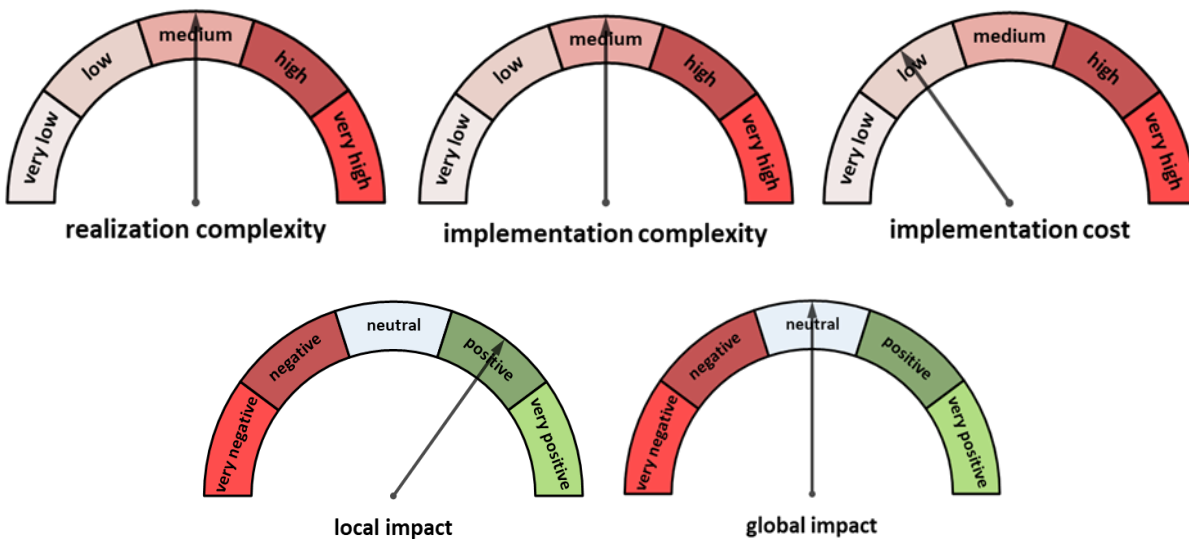 very low
low
medium
high
very high
realization complexity
very low
low
medium
high
very high
implementation complexity
very low
low
medium
high
very high
implementation cost
very negative
negative
neutral
positive
very positive
local impact
very negative
negative
neutral
positive
very positive
global impact